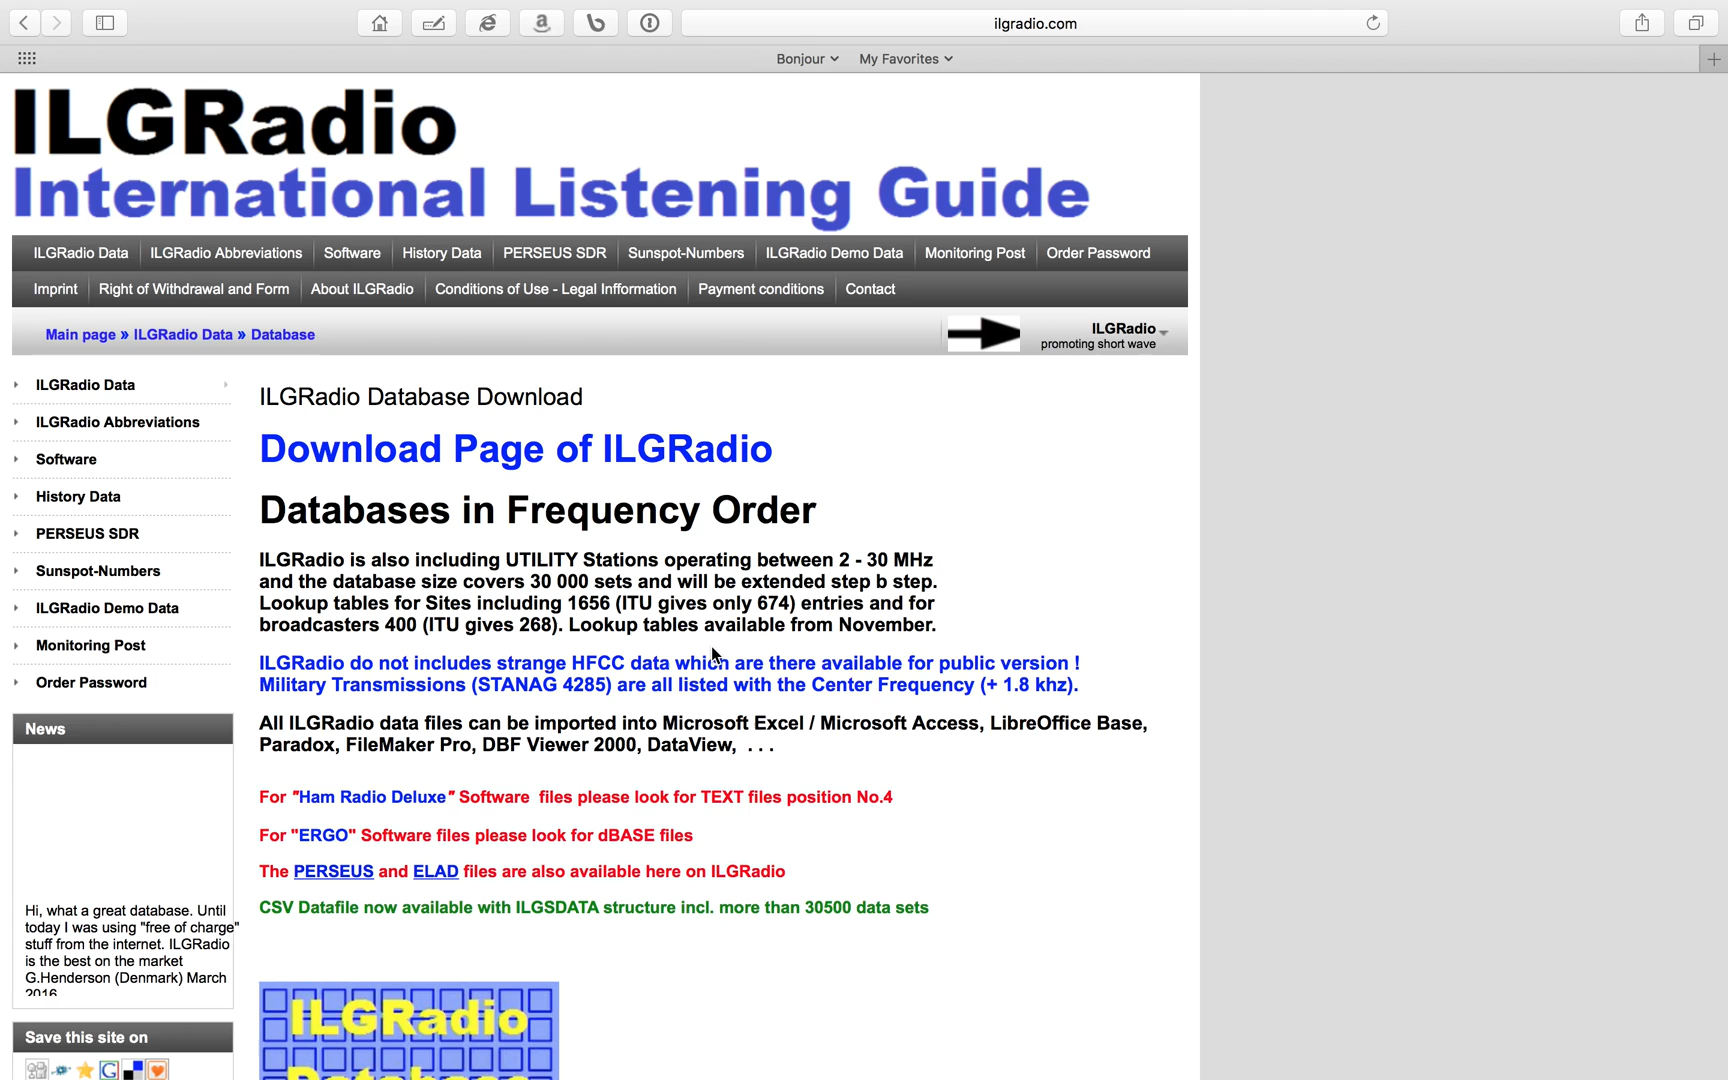 ilgradio.com
Bonjour
My Favorites
ILGRadio
International Listening Guide
ILGRadio Data
ILGRadio Abbreviations
Software
History Data
PERSEUS SDR
Sunspot-Numbers
ILGRadio Demo Data
Monitoring Post
Order Password
Imprint
Right of Withdrawal and Form
About ILGRadio
Conditions of Use - Legal Infformation
Payment conditions
Contact
Main page » ILGRadio Data » Database
ILGRadio
promoting short wave
ILGRadio Data
ILGRadio Abbreviations
Software
History Data
PERSEUS SDR
Sunspot-Numbers
ILGRadio Demo Data
Monitoring Post
Order Password
News
Hi, what a great database. Until
today I was using "free of charge"
stuff from the internet. ILGRadio
is the best on the market
G.Henderson (Denmark) March
2016
Save this site on
ILGRadio Database Download
Download Page of ILGRadio
Databases in Frequency Order
ILGRadio is also including UTILITY Stations operating between 2 - 30 MHz
and the database size covers 30 000 sets and will be extended step b step.
Lookup tables for Sites including 1656 (ITU gives only 674) entries and for
broadcasters 400 (ITU gives 268). Lookup tables available from November.
ILGRadio do not includes strange HFCC data which are there available for public version !
Military Transmissions (STANAG 4285) are all listed with the Center Frequency (+ 1.8 khz).
All ILGRadio data files can be imported into Microsoft Excel / Microsoft Access, LibreOffice Base,
Paradox, FileMaker Pro, DBF Viewer 2000, DataView, . . .
For "Ham Radio Deluxe" Software files please look for TEXT files position No.4
For "ERGO" Software files please look for dBASE files
The PERSEUS and ELAD files are also available here on ILGRadio
CSV Datafile now available with ILGSDATA structure incl. more than 30500 data sets
ILGRadio
Database